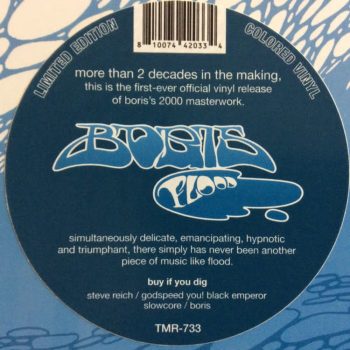 8 10074 42033 4
LIMITED EDITION
COLORED VINYL
more than 2 decades in the making,
this is the first-ever official vinyl release
of boris's 2000 masterwork.
BORIS
FLOOD
simultaneously delicate, emancipating, hypnotic
and triumphant, there simply has never been another
piece of music like flood.
buy if you dig
steve reich / godspeed you! black emperor
slowcore / boris
TMR-733